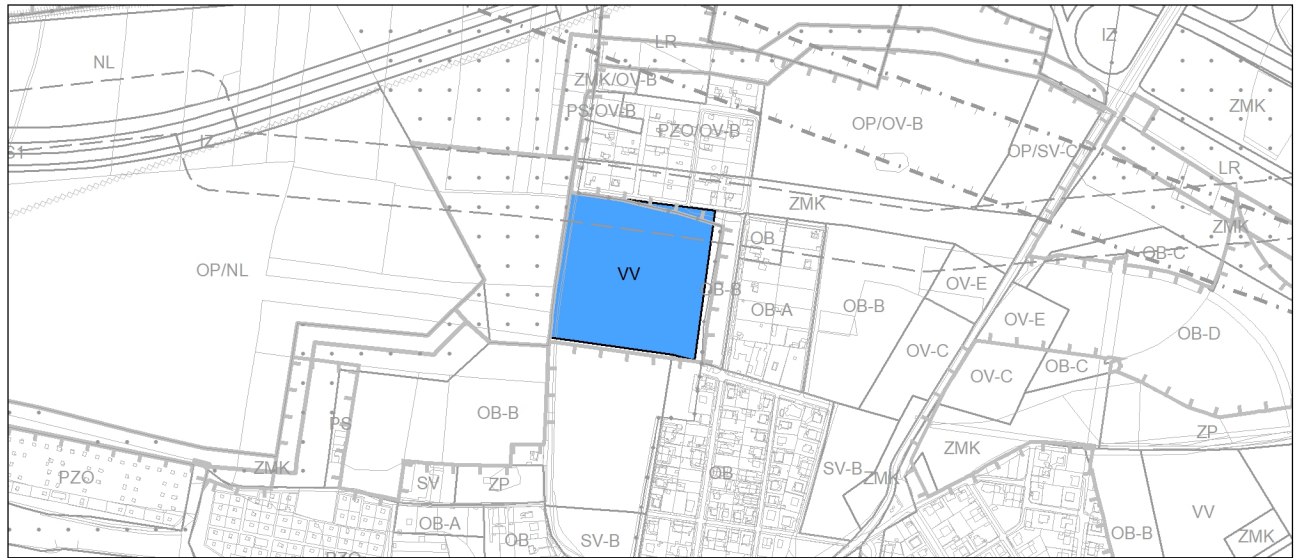 LR
IZ
NL
ZMK/OV-B
ZMK
PS/OV-B
OP/OV-B
PZO/OV-B
IZ
S1
OP/SV-C
LR
ZMK
ZMK
OB
OB-C
OP/NL
VV
OV-E
OB-B
OB-A
OB-B
OV-E
OB-D
OV-C
OB-C
OV-C
OB-B
PS
ZP
ZMK
ZMK
SV-B
OB
PZO
SV
ZP
ZMK
VV
OB-A
OB
SV-B
OB-B
ZMK
PZO